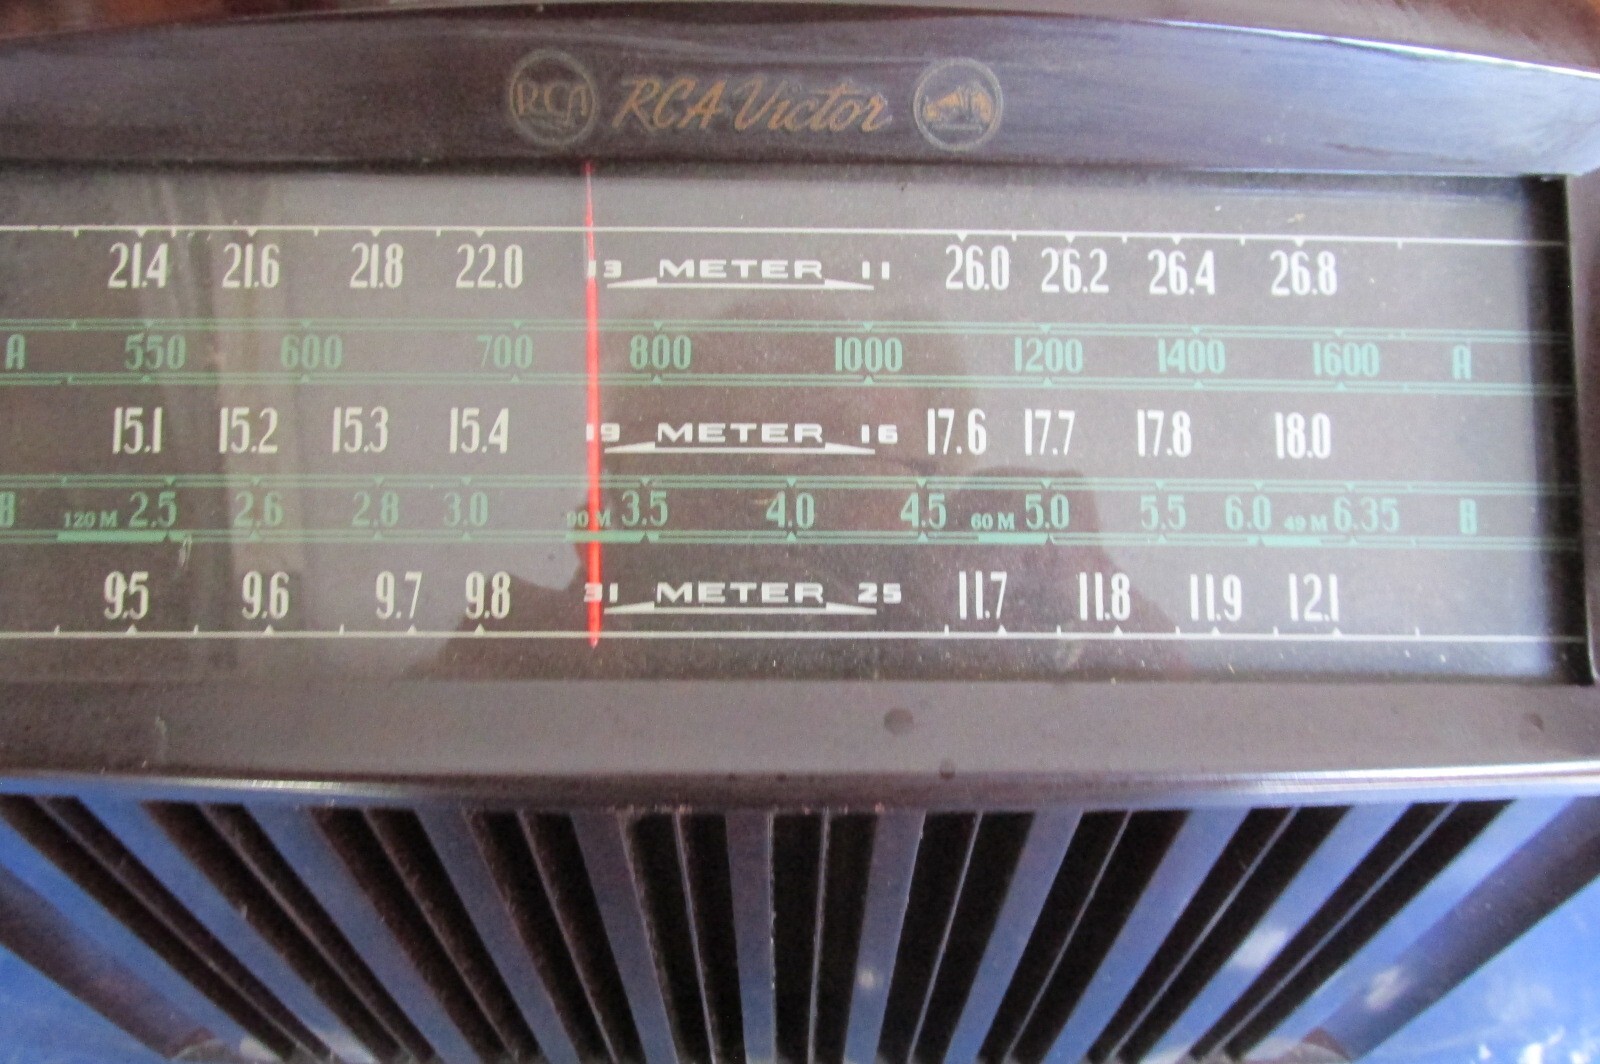 RCA RCA Victor
21.4 21.6 21.8 22.0 13 METER 11 26.0 26.2 26.4 26.8
A 550 600 700 800 1000 1200 1400 1600 A
15.1 15.2 15.3 15.4 19 METER 16 17.6 17.7 17.8 18.0
B 120 M 2.5 2.6 2.8 3.0 90 M 3.5 4.0 4.5 60 M 5.0 5.5 6.0 49 M 6.35 B
9.5 9.6 9.7 9.8 31 METER 25 11.7 11.8 11.9 12.1